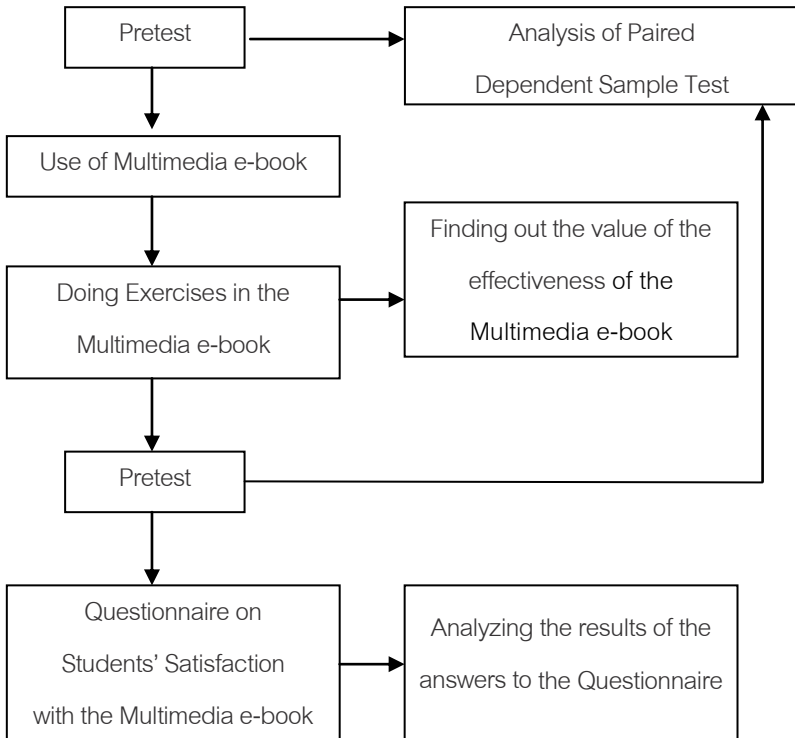 Pretest
Analysis of Paired
Dependent Sample Test
Use of Multimedia e-book
Doing Exercises in the
Multimedia e-book
Finding out the value of the
effectiveness of the
Multimedia e-book
Pretest
Questionnaire on
Students’ Satisfaction
with the Multimedia e-book
Analyzing the results of the
answers to the Questionnaire